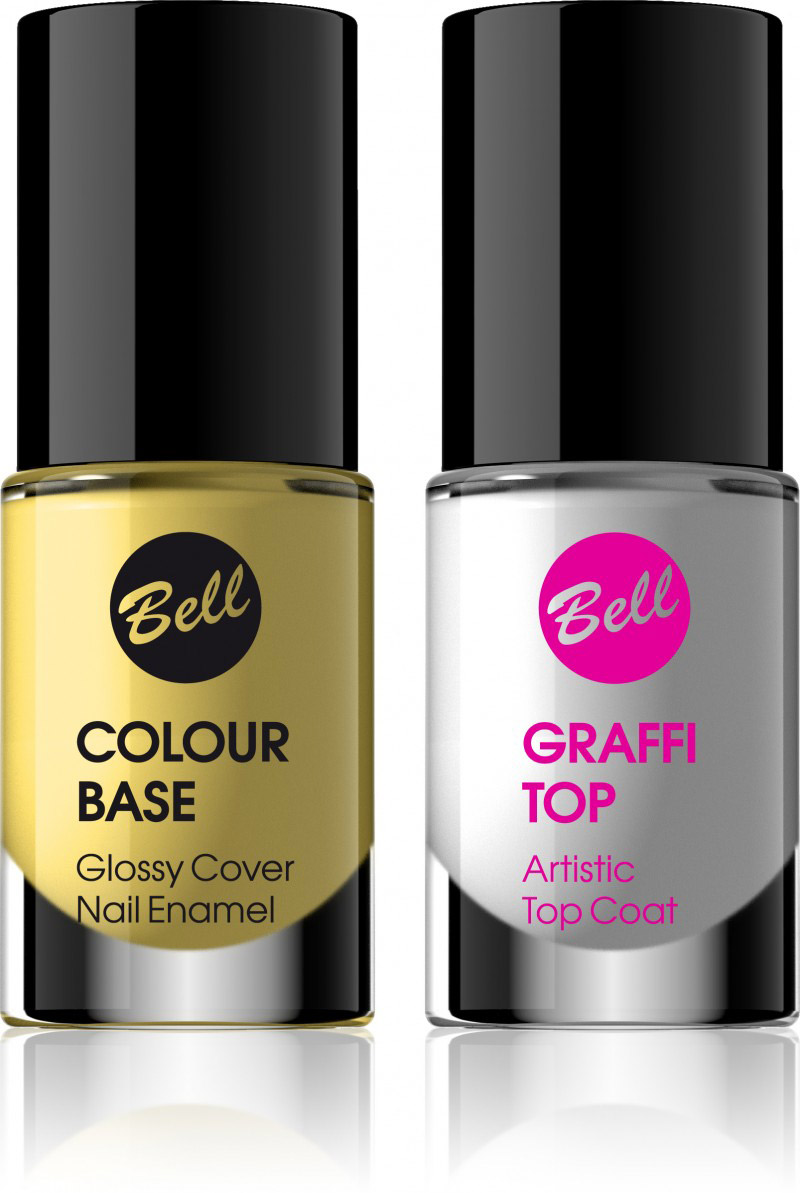 Bell
COLOUR
BASE
Glossy Cover
Nail Enamel
Bell
GRAFFI
TOP
Artistic
Top Coat